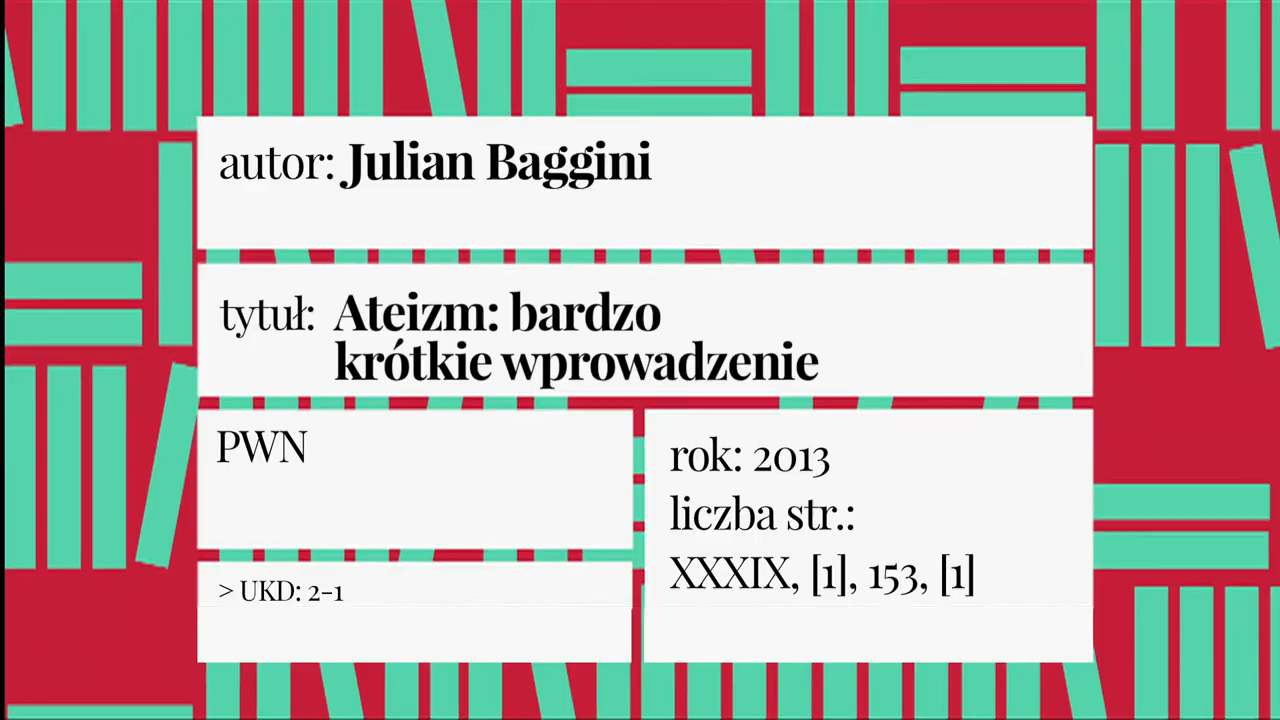 autor: Julian Baggini
tytuł: Ateizm: bardzo
krótkie wprowadzenie
PWN
> UKD: 2-1
rok: 2013
liczba str.:
XXXIX, [1], 153, [1]